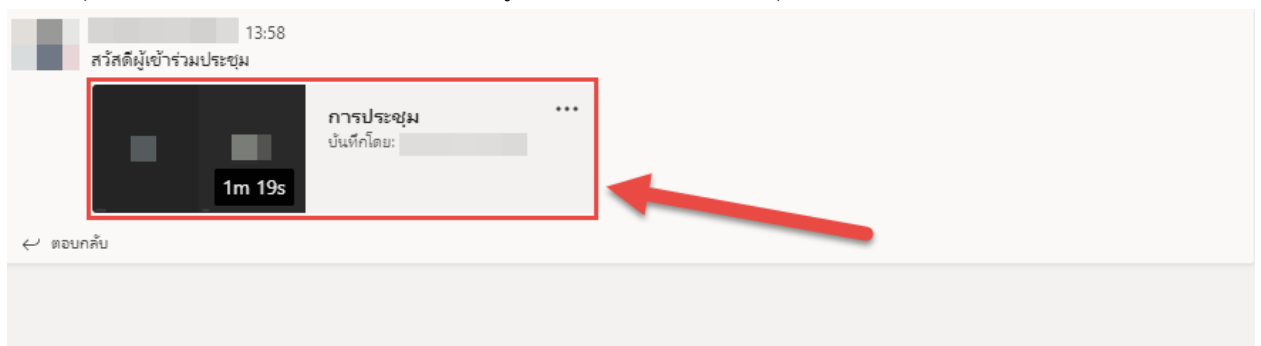 13:58
สวัสดีผู้เข้าร่วมประชุม
การประชุม
บันทึกโดย:
1m 19s
ตอบกลับ